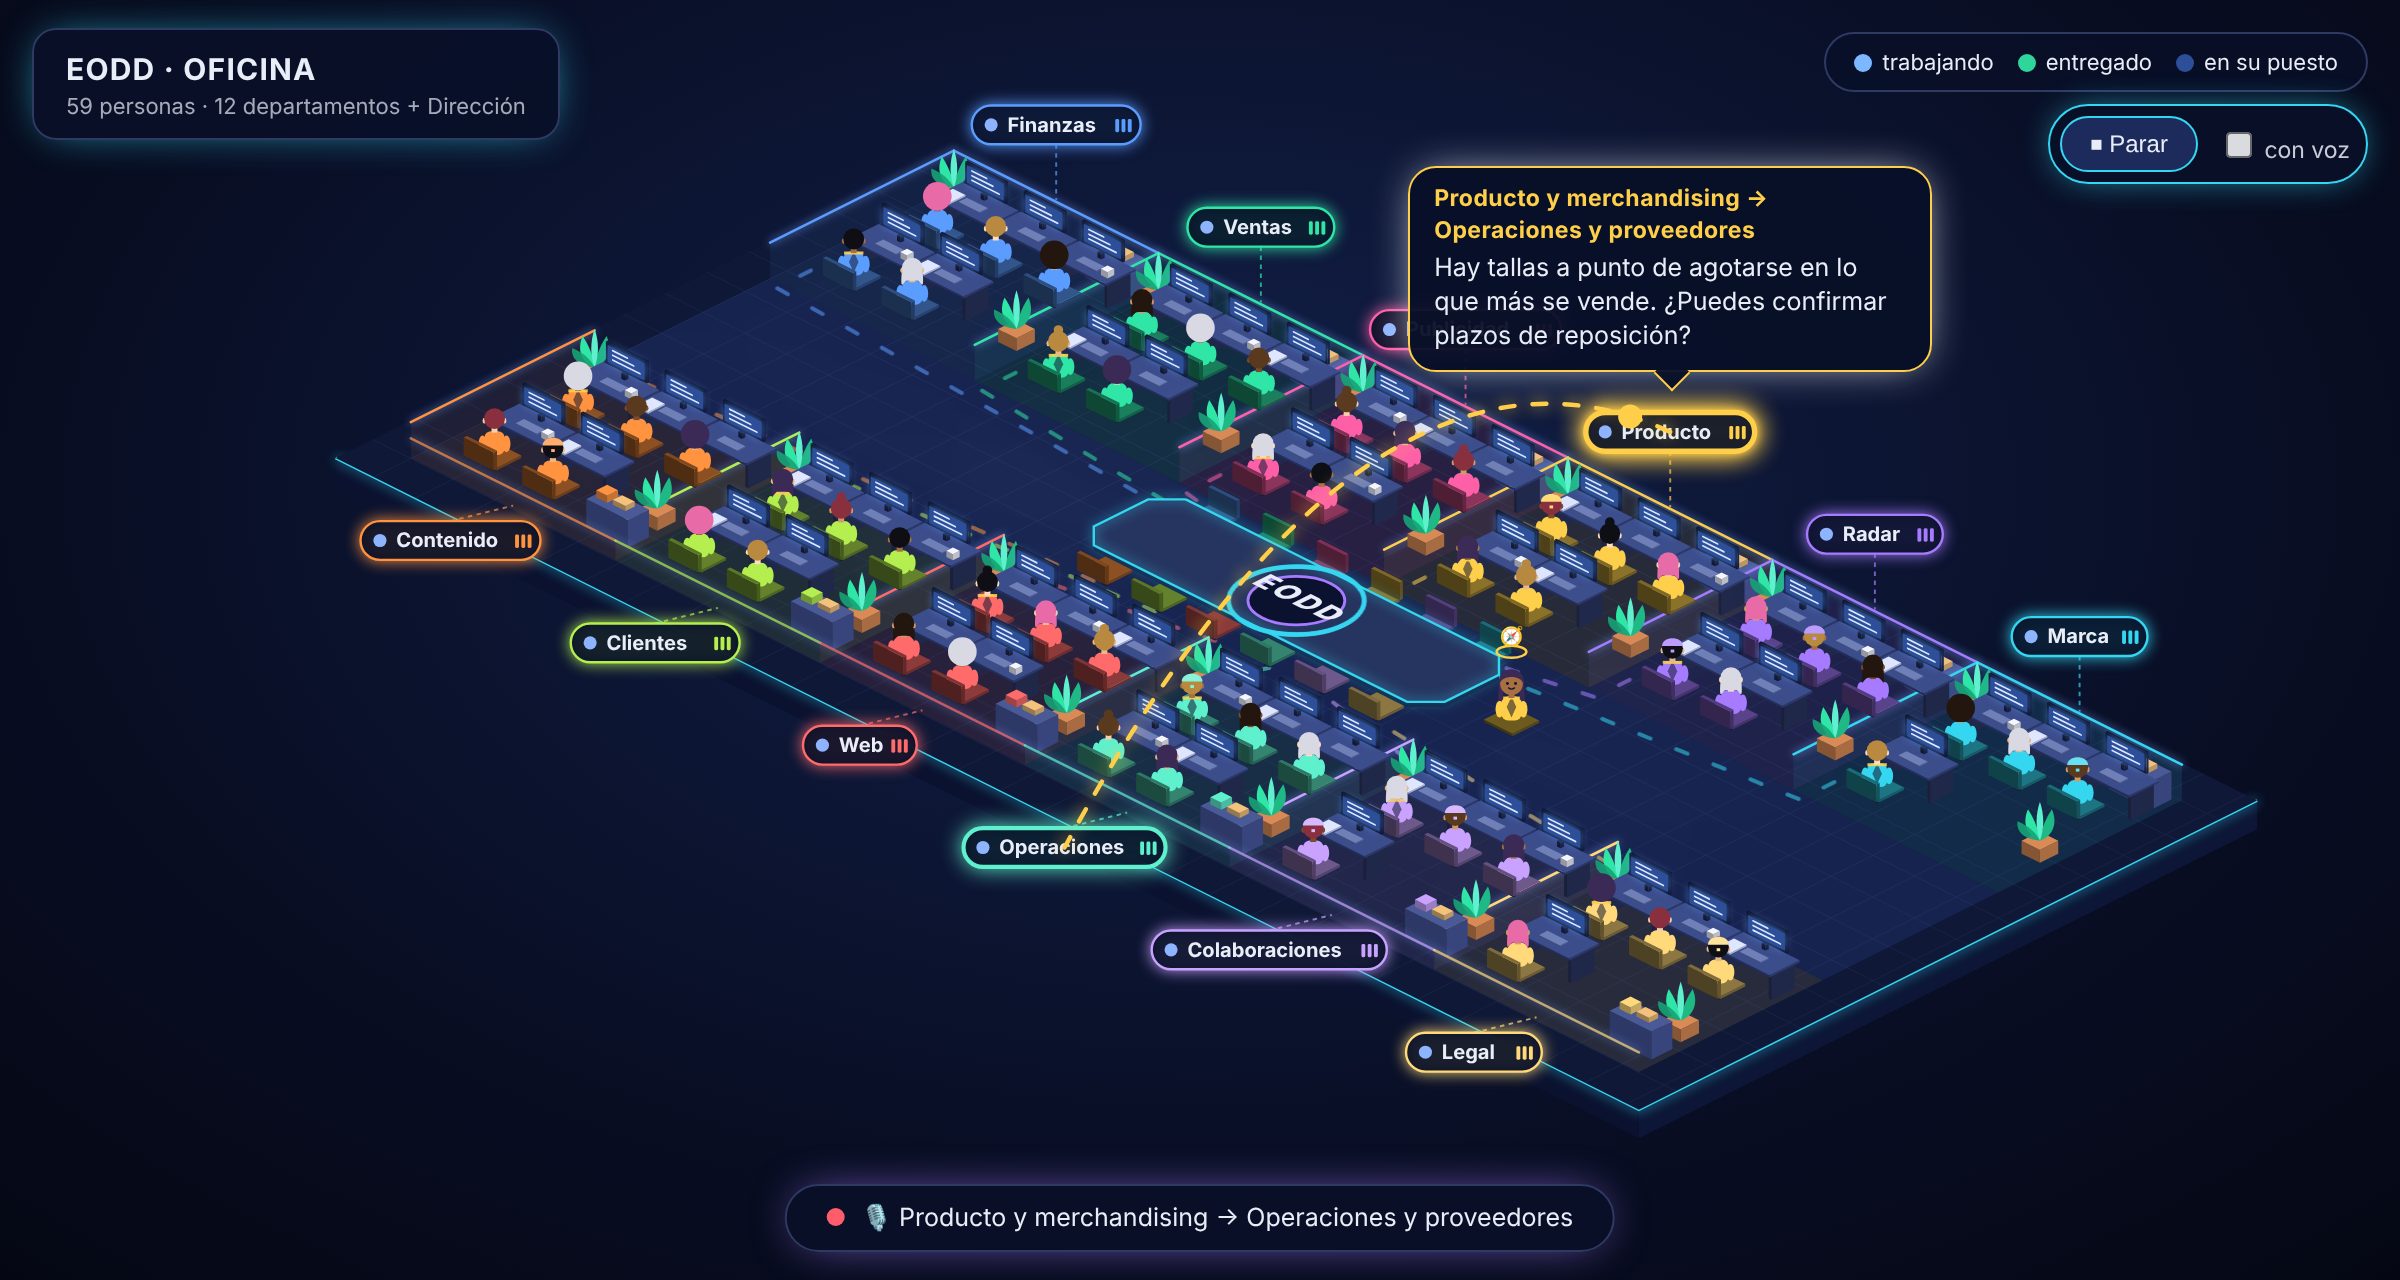 EODD · OFICINA
59 personas · 12 departamentos + Dirección
trabajando
entregado
en su puesto
Parar
con voz
Finanzas
Ventas
Producto y merchandising →
Operaciones y proveedores
Hay tallas a punto de agotarse en lo
que más se vende. ¿Puedes confirmar
plazos de reposición?
Producto
Radar
Marca
Contenido
Clientes
Web
Operaciones
Colaboraciones
Legal
EODD
Producto y merchandising → Operaciones y proveedores